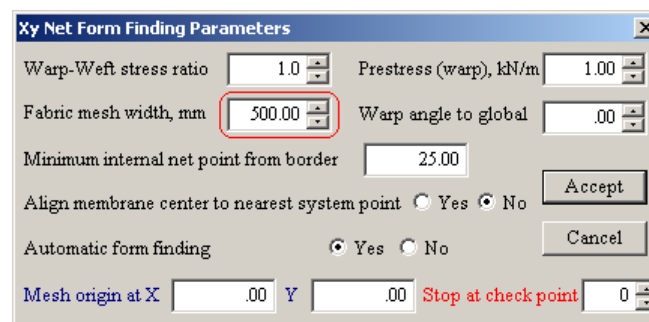 Xy Net Form Finding Parameters
Warp-Weft stress ratio 1.0 Prestress (warp), kN/m 1.00
Fabric mesh width, mm 500.00 Warp angle to global .00
Minimum internal net point from border 25.00
Align membrane center to nearest system point Yes No Accept
Automatic form finding Yes No Cancel
Mesh origin at X .00 Y .00 Stop at check point 0